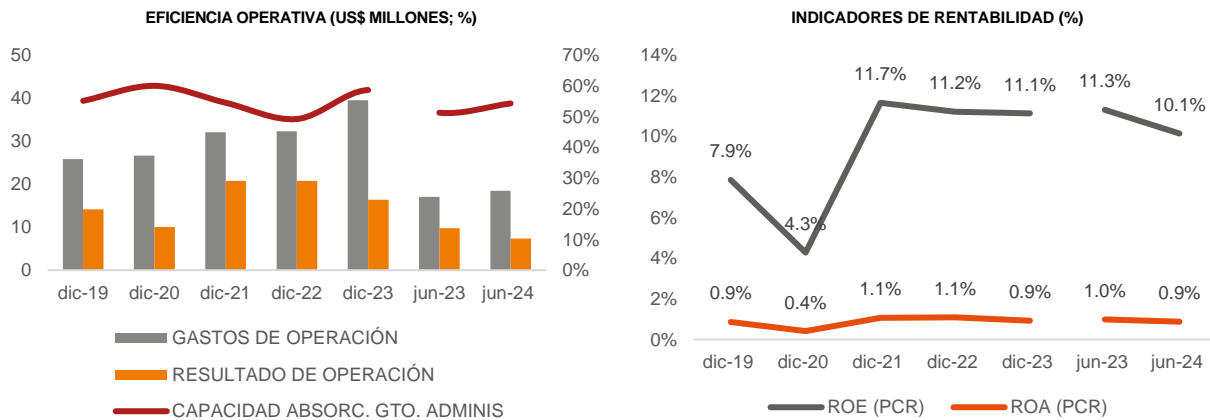 EFICIENCIA OPERATIVA (US$ MILLONES; %)
50
40
30
20
10
0
70%
60%
50%
40%
30%
20%
10%
0%
dic-19 dic-20 dic-21 dic-22 dic-23 jun-23 jun-24
GASTOS DE OPERACIÓN
RESULTADO DE OPERACIÓN
CAPACIDAD ABSORC. GTO. ADMINIS
INDICADORES DE RENTABILIDAD (%)
14%
12%
10%
8%
6%
4%
2%
0%
7.9% 4.3% 11.7% 11.2% 11.1% 11.3% 10.1%
0.9% 0.4% 1.1% 1.1% 0.9% 1.0% 0.9%
dic-19 dic-20 dic-21 dic-22 dic-23 jun-23 jun-24
ROE (PCR) ROA (PCR)